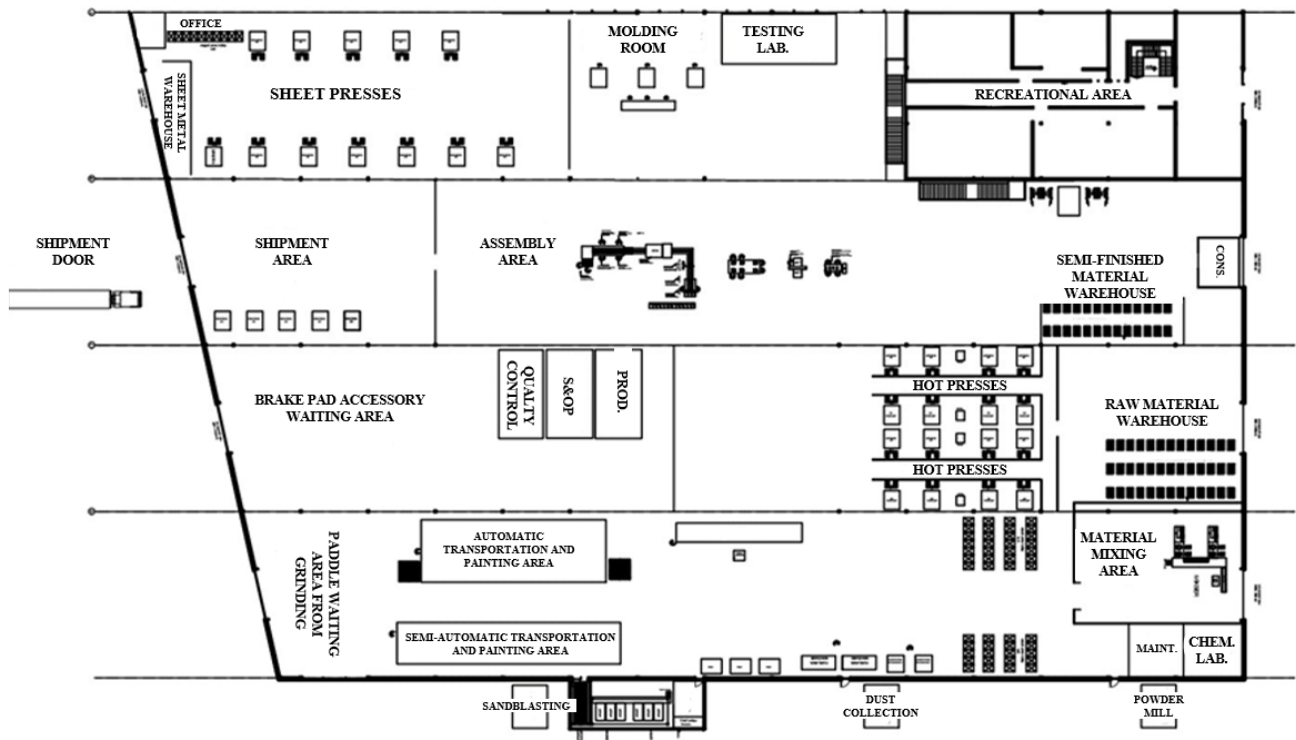 OFFICE
MOLDING
ROOM
TESTING
LAB.
SHEET METAL
WAREHOUSE
SHEET PRESSES
RECREATIONAL AREA
SHIPMENT
DOOR
SHIPMENT
AREA
ASSEMBLY
AREA
SEMI-FINISHED
MATERIAL
WAREHOUSE
CONS.
BRAKE PAD ACCESSORY
WAITING AREA
QUALTY
CONTROL
S&OP
PROD.
HOT PRESSES
HOT PRESSES
RAW MATERIAL
WAREHOUSE
PADDLE WAITING
AREA FROM
GRINDING
AUTOMATIC
TRANSPORTATION AND
PAINTING AREA
MATERIAL
MIXING
AREA
SEMI-AUTOMATIC TRANSPORTATION
AND PAINTING AREA
MAINT.
CHEM.
LAB.
SANDBLASTING
DUST
COLLECTION
POWDER
MILL